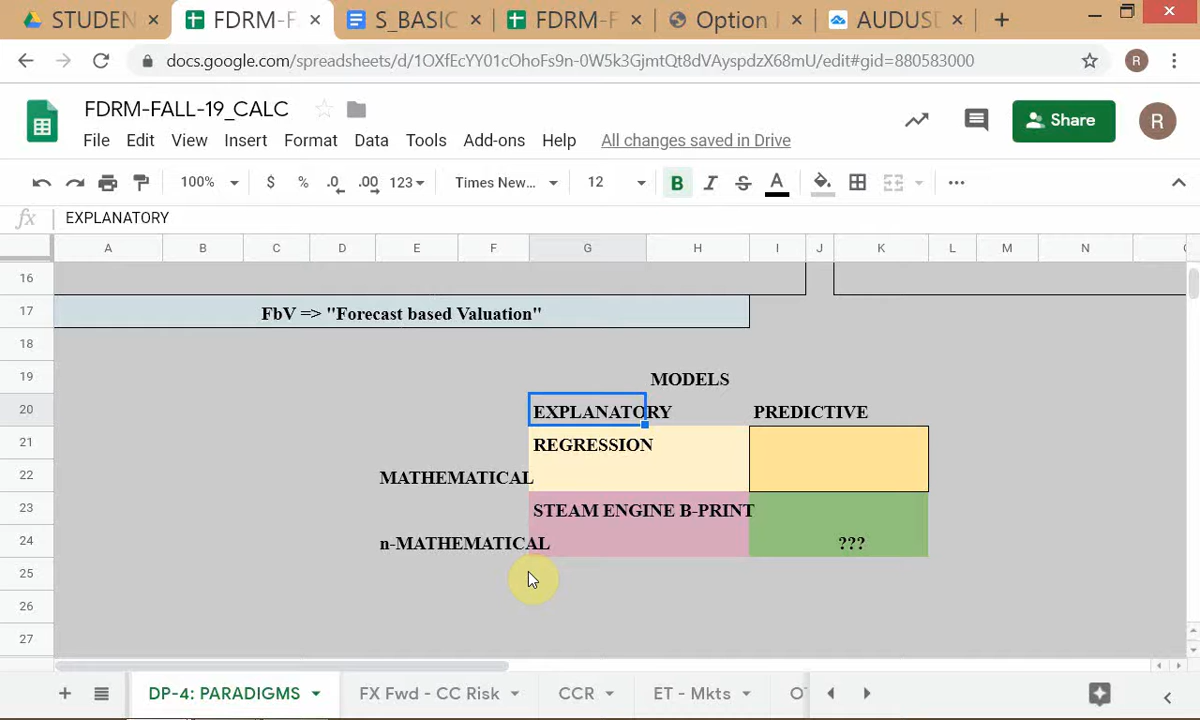 STUDEN
FDRM-F
S_BASIC
FDRM-F
Option
AUDUSD
docs.google.com/spreadsheets/d/1OXfEcYY01cOhoFs9n-0W5k3GjmtQt8dVAyspdzX68mU/edit#gid=880583000
R
FDRM-FALL-19_CALC
File Edit View Insert Format Data Tools Add-ons Help All changes saved in Drive
Share
R
100% $ % .0 .00 123 Times New... 12 B I S A
fx EXPLANATORY
A B C D E F G H I J K L M N
16
17 FbV => "Forecast based Valuation"
18
19 MODELS
20 EXPLANATORY PREDICTIVE
21 REGRESSION
22 MATHEMATICAL
23 STEAM ENGINE B-PRINT
24 n-MATHEMATICAL ???
25
26
27
DP-4: PARADIGMS FX Fwd - CC Risk CCR ET - Mkts